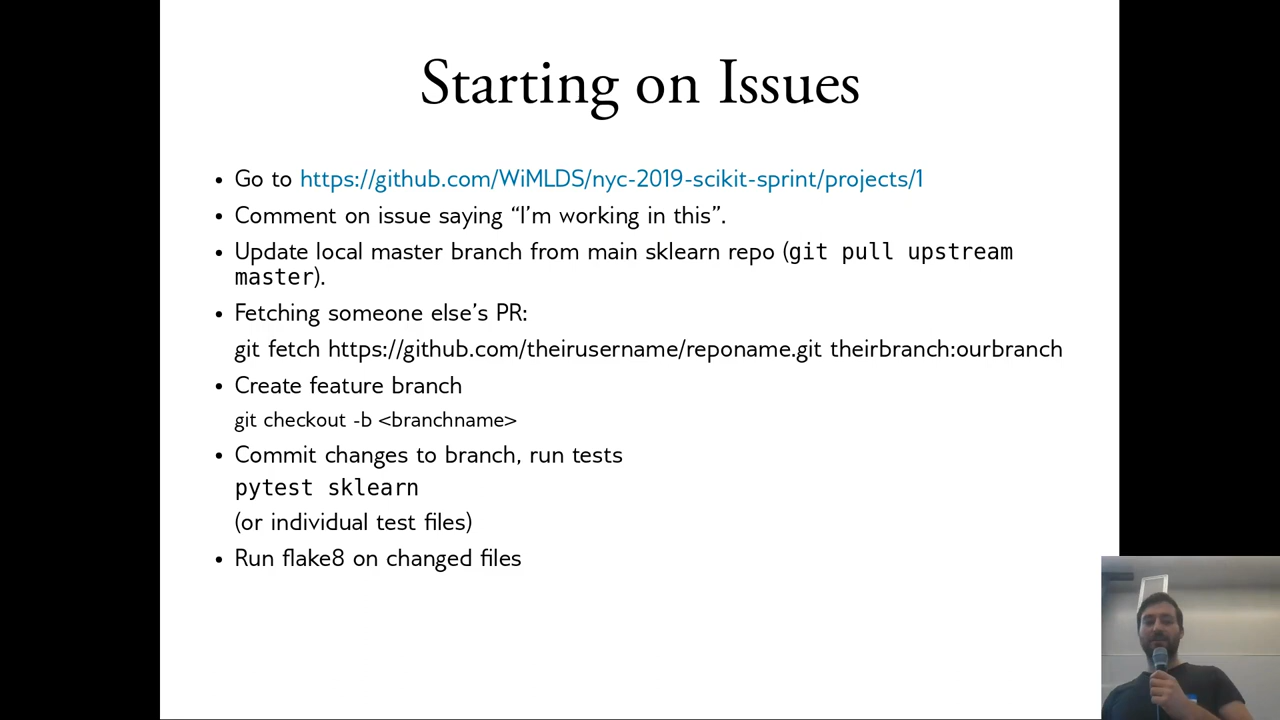 Starting on Issues
• Go to https://github.com/WiMLDS/nyc-2019-scikit-sprint/projects/1
• Comment on issue saying “I’m working in this”.
• Update local master branch from main sklearn repo (git pull upstream
master).
• Fetching someone else’s PR:
git fetch https://github.com/theirusername/reponame.git theirbranch:ourbranch
• Create feature branch
git checkout -b <branchname>
• Commit changes to branch, run tests
pytest sklearn
(or individual test files)
• Run flake8 on changed files